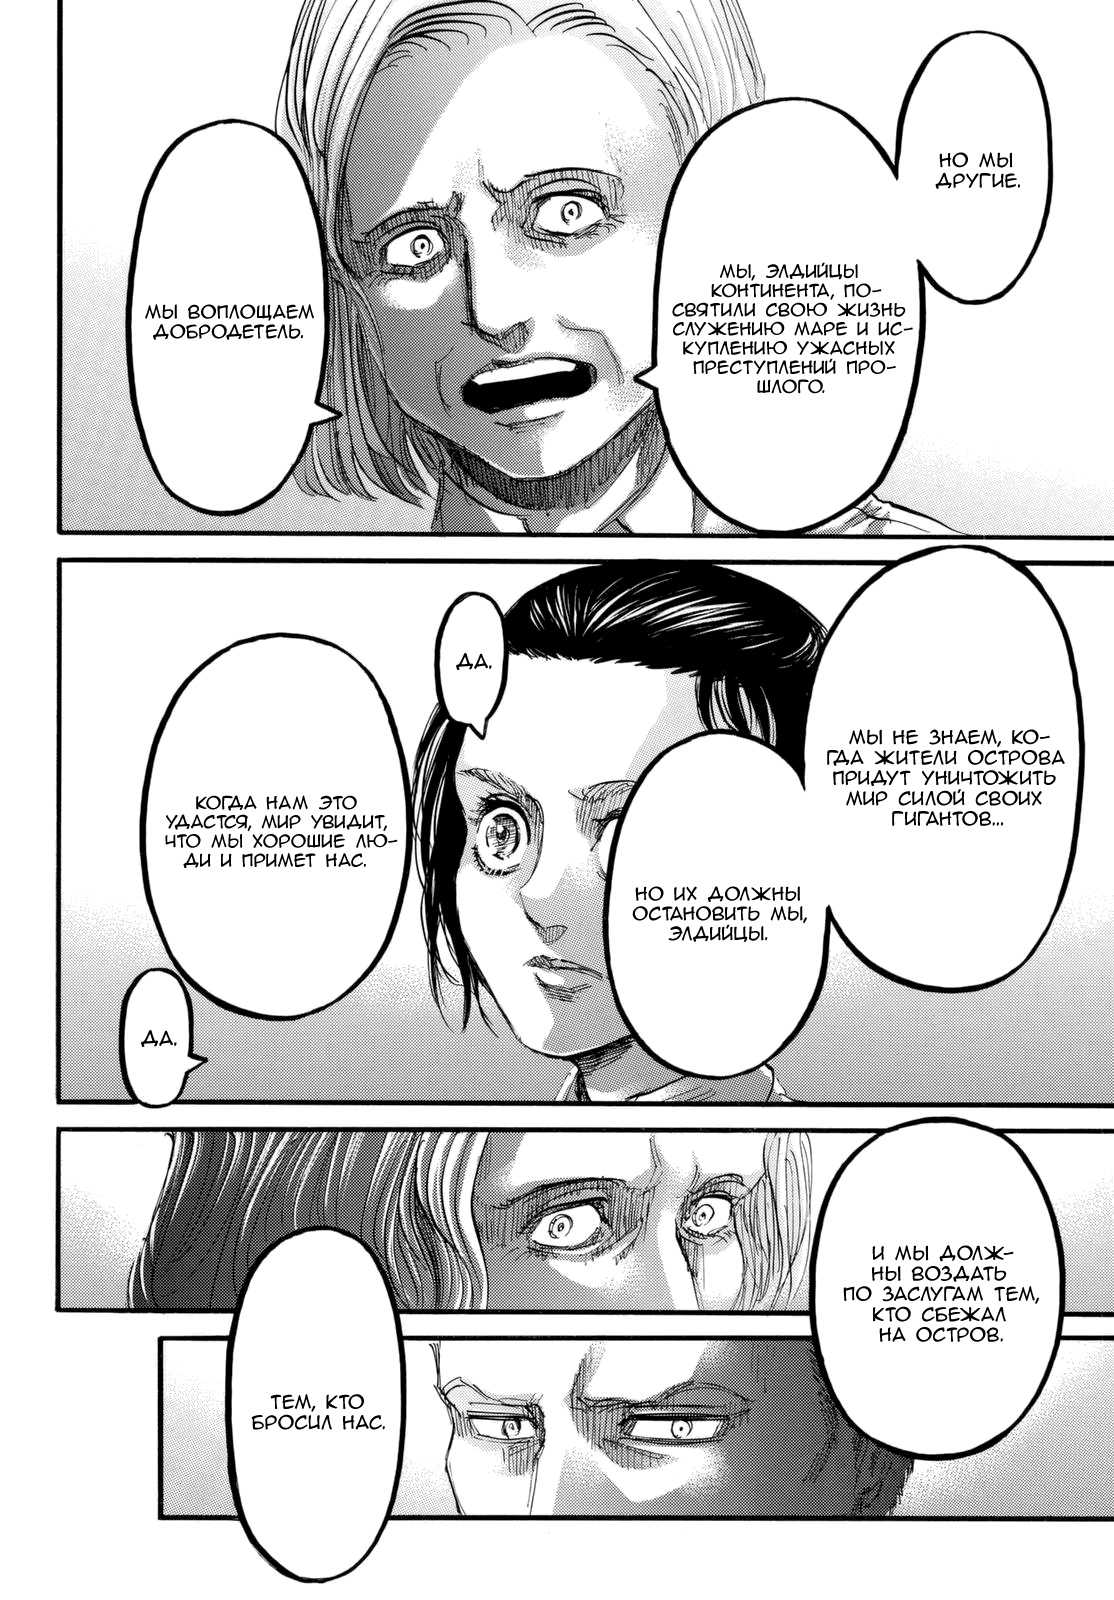 НО МЫ
ДРУГИЕ.
МЫ, ЭЛДИЙЦЫ
КОНТИНЕНТА, ПО-
СВЯТИЛИ СВОЮ ЖИЗНЬ
СЛУЖЕНИЮ МАРЕ И ИС-
КУПЛЕНИЮ УЖАСНЫХ
ПРЕСТУПЛЕНИЙ ПРО-
ШЛОГО.
МЫ ВОПЛОЩАЕМ
ДОБРОДЕТЕЛЬ.
МЫ НЕ ЗНАЕМ, КО-
ГДА ЖИТЕЛИ ОСТРОВА
ПРИДУТ УНИЧТОЖИТЬ
МИР СИЛОЙ СВОИХ
ГИГАНТОВ...
НО ИХ ДОЛЖНЫ
ОСТАНОВИТЬ МЫ,
ЭЛДИЙЦЫ.
ДА.
КОГДА НАМ ЭТО
УДАСТСЯ, МИР УВИДИТ,
ЧТО МЫ ХОРОШИЕ ЛЮ-
ДИ И ПРИМЕТ НАС.
ДА.
И МЫ ДОЛЖ-
НЫ ВОЗДАТЬ
ПО ЗАСЛУГАМ ТЕМ,
КТО СБЕЖАЛ
НА ОСТРОВ.
ТЕМ, КТО
БРОСИЛ НАС.